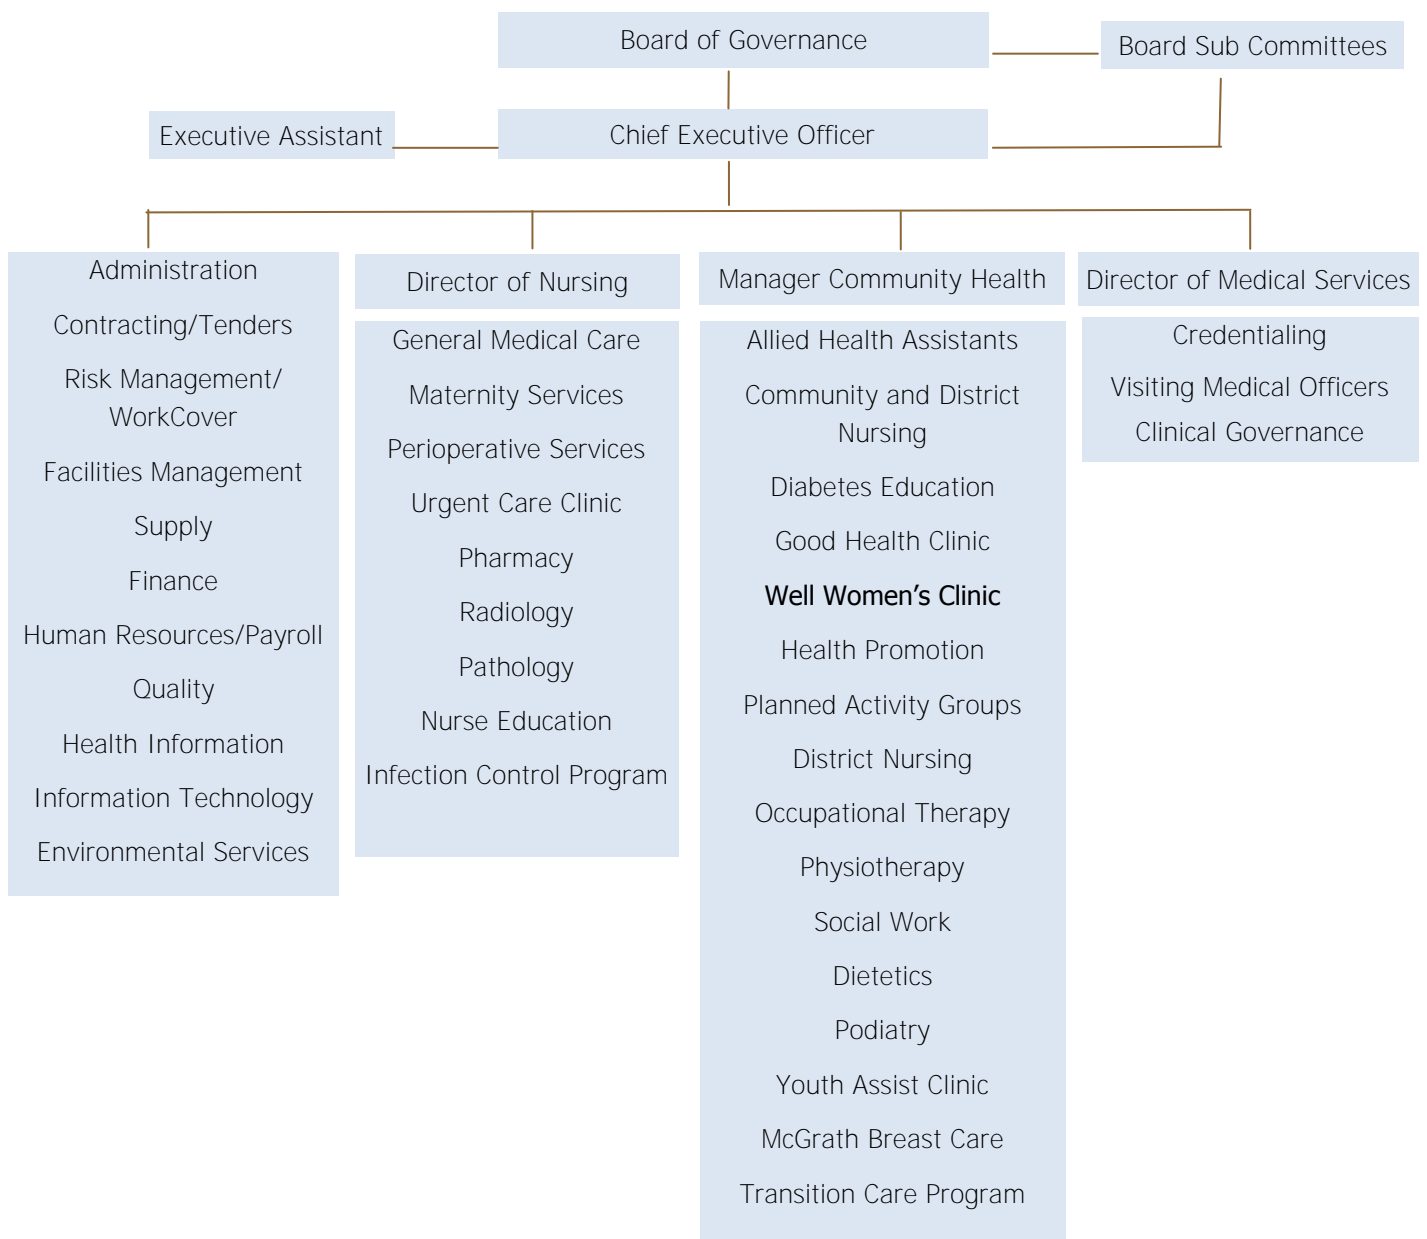 Board of Governance
Board Sub Committees
Executive Assistant
Chief Executive Officer
Administration
Contracting/Tenders
Risk Management/
WorkCover
Facilities Management
Supply
Finance
Human Resources/Payroll
Quality
Health Information
Information Technology
Environmental Services
Director of Nursing
General Medical Care
Maternity Services
Perioperative Services
Urgent Care Clinic
Pharmacy
Radiology
Pathology
Nurse Education
Infection Control Program
Manager Community Health
Allied Health Assistants
Community and District
Nursing
Diabetes Education
Good Health Clinic
Well Women’s Clinic
Health Promotion
Planned Activity Groups
District Nursing
Occupational Therapy
Physiotherapy
Social Work
Dietetics
Podiatry
Youth Assist Clinic
McGrath Breast Care
Transition Care Program
Director of Medical Services
Credentialing
Visiting Medical Officers
Clinical Governance